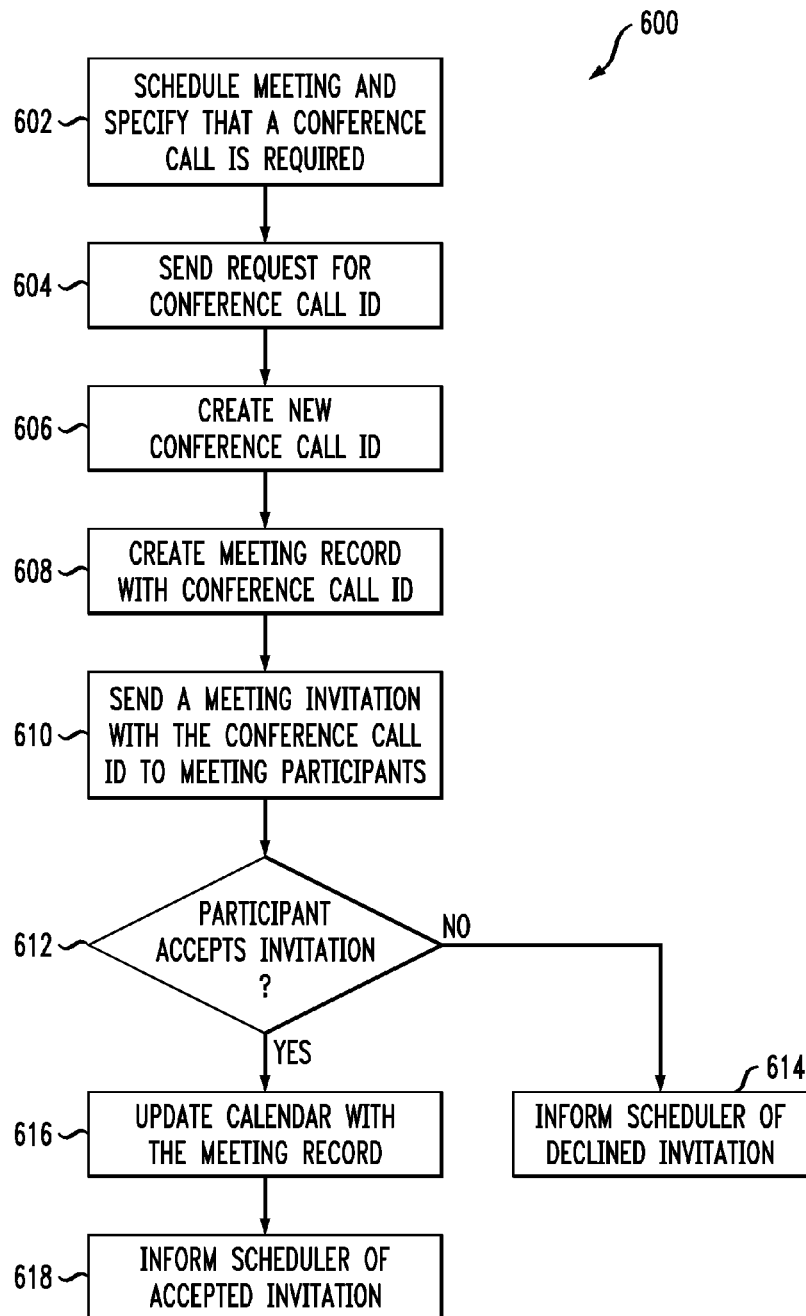 600
602
SCHEDULE MEETING AND
SPECIFY THAT A CONFERENCE
CALL IS REQUIRED
604
SEND REQUEST FOR
CONFERENCE CALL ID
606
CREATE NEW
CONFERENCE CALL ID
608
CREATE MEETING RECORD
WITH CONFERENCE CALL ID
610
SEND A MEETING INVITATION
WITH THE CONFERENCE CALL
ID TO MEETING PARTICIPANTS
612
PARTICIPANT
ACCEPTS INVITATION
?
NO
YES
614
INFORM SCHEDULER OF
DECLINED INVITATION
616
UPDATE CALENDAR WITH
THE MEETING RECORD
618
INFORM SCHEDULER OF
ACCEPTED INVITATION